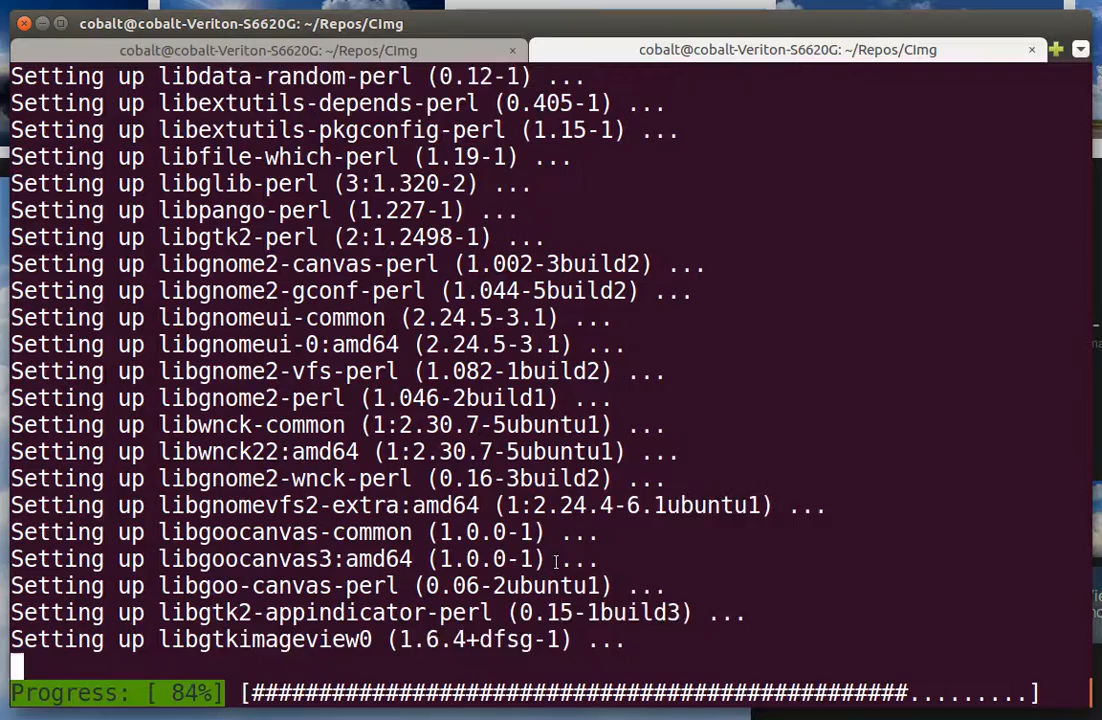 cobalt@cobalt-Veriton-S6620G: ~/Repos/CImg
cobalt@cobalt-Veriton-S6620G: ~/Repos/CImg × cobalt@cobalt-Veriton-S6620G: ~/Repos/CImg ×
Setting up libdata-random-perl (0.12-1) ...
Setting up libextutils-depends-perl (0.405-1) ...
Setting up libextutils-pkgconfig-perl (1.15-1) ...
Setting up libfile-which-perl (1.19-1) ...
Setting up libglib-perl (3:1.320-2) ...
Setting up libpango-perl (1.227-1) ...
Setting up libgtk2-perl (2:1.2498-1) ...
Setting up libgnome2-canvas-perl (1.002-3build2) ...
Setting up libgnome2-gconf-perl (1.044-5build2) ...
Setting up libgnomeui-common (2.24.5-3.1) ...
Setting up libgnomeui-0:amd64 (2.24.5-3.1) ...
Setting up libgnome2-vfs-perl (1.082-1build2) ...
Setting up libgnome2-perl (1.046-2build1) ...
Setting up libwnck-common (1:2.30.7-5ubuntu1) ...
Setting up libwnck22:amd64 (1:2.30.7-5ubuntu1) ...
Setting up libgnome2-wnck-perl (0.16-3build2) ...
Setting up libgnomevfs2-extra:amd64 (1:2.24.4-6.1ubuntu1) ...
Setting up libgoocanvas-common (1.0.0-1) ...
Setting up libgoocanvas3:amd64 (1.0.0-1) ...
Setting up libgoo-canvas-perl (0.06-2ubuntu1) ...
Setting up libgtk2-appindicator-perl (0.15-1build3) ...
Setting up libgtkimageview0 (1.6.4+dfsg-1) ...
Progress: [ 84%] [#################################################.........]